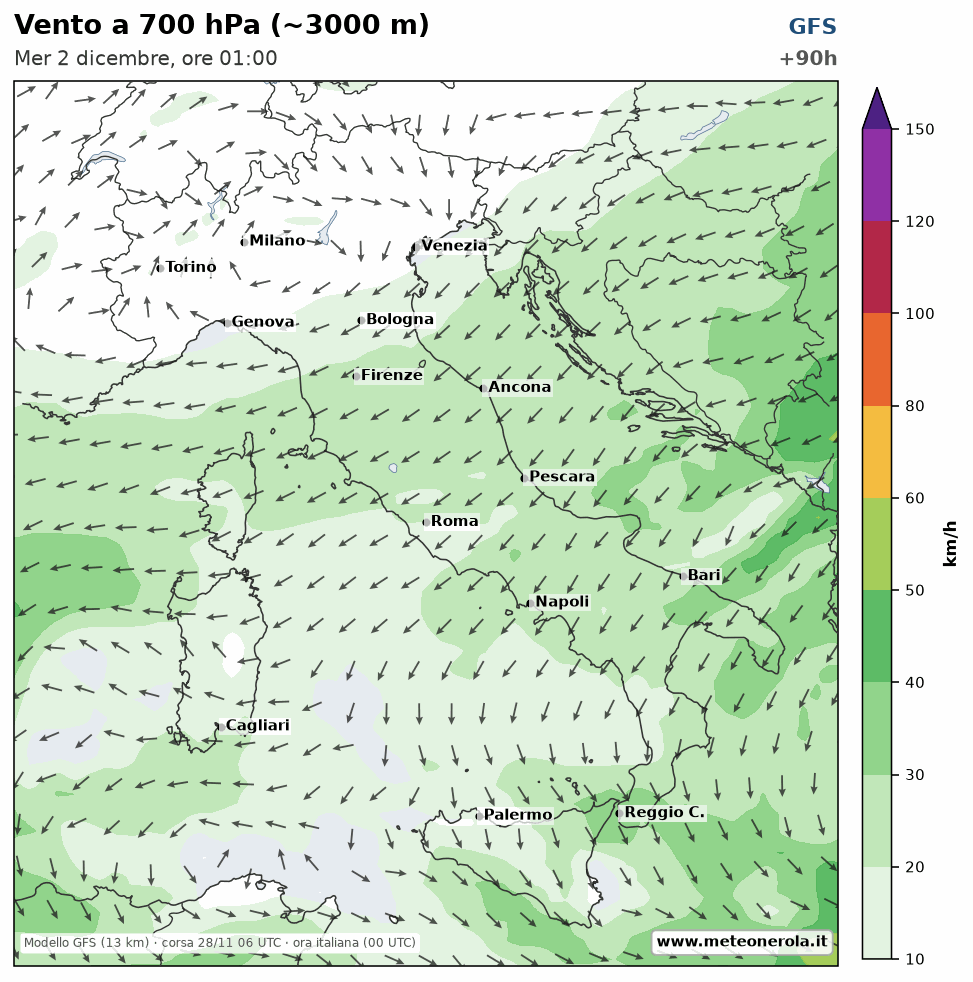 Vento a 700 hPa (~3000 m)
GFS
Mer 2 dicembre, ore 01:00
+90h
150
120
100
80
60
50
40
30
20
10
km/h
Milano
Venezia
Torino
Genova
Bologna
Firenze
Ancona
Pescara
Roma
Bari
Napoli
Cagliari
Palermo
Reggio C.
Modello GFS (13 km) · corsa 28/11 06 UTC · ora italiana (00 UTC)
www.meteonerola.it